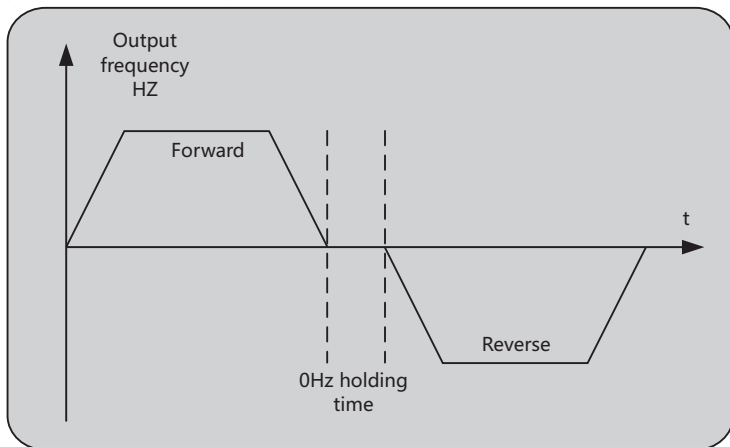 Output
frequency
HZ
Forward
t
Reverse
0Hz holding
time